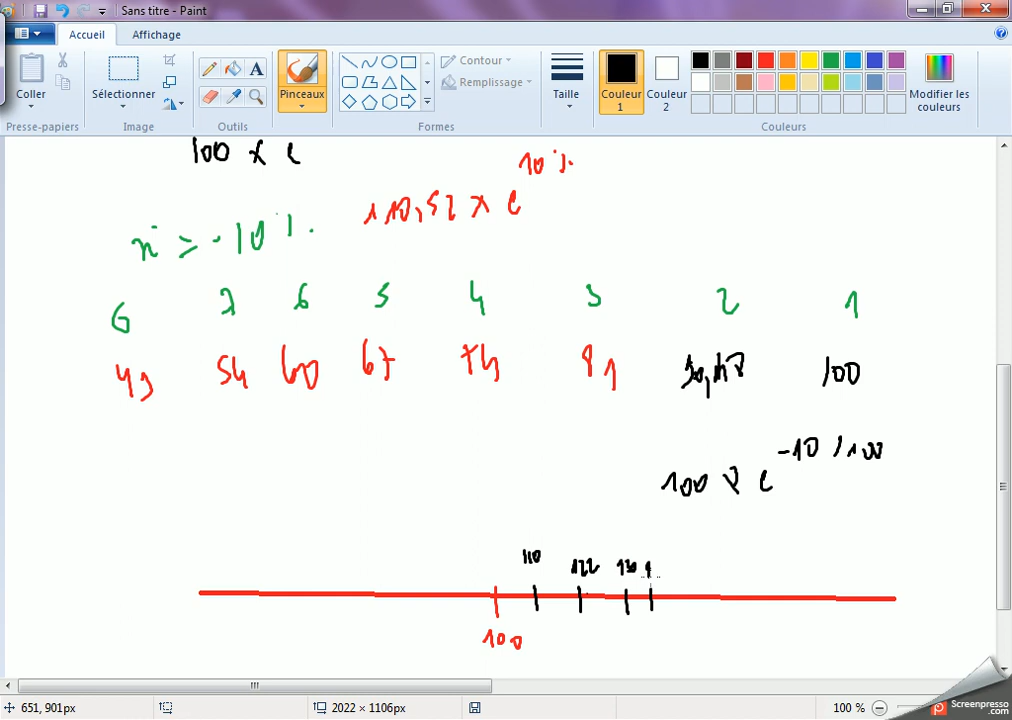 Sans titre - Paint
Accueil Affichage
Coller
Sélectionner
Pinceaux
Contour
Remplissage
Taille
Couleur 1
Couleur 2
Modifier les couleurs
Presse-papiers Image Outils Formes Couleurs
100 x e
10 %
110,52 x e
-10 %.
6 7 6 5 4 3 2 1
49 54 60 67 74 81 100
-10 / 100
100 x e
110 122
100
651, 901px 2022 × 1106px 100 %
Screenpresso.com